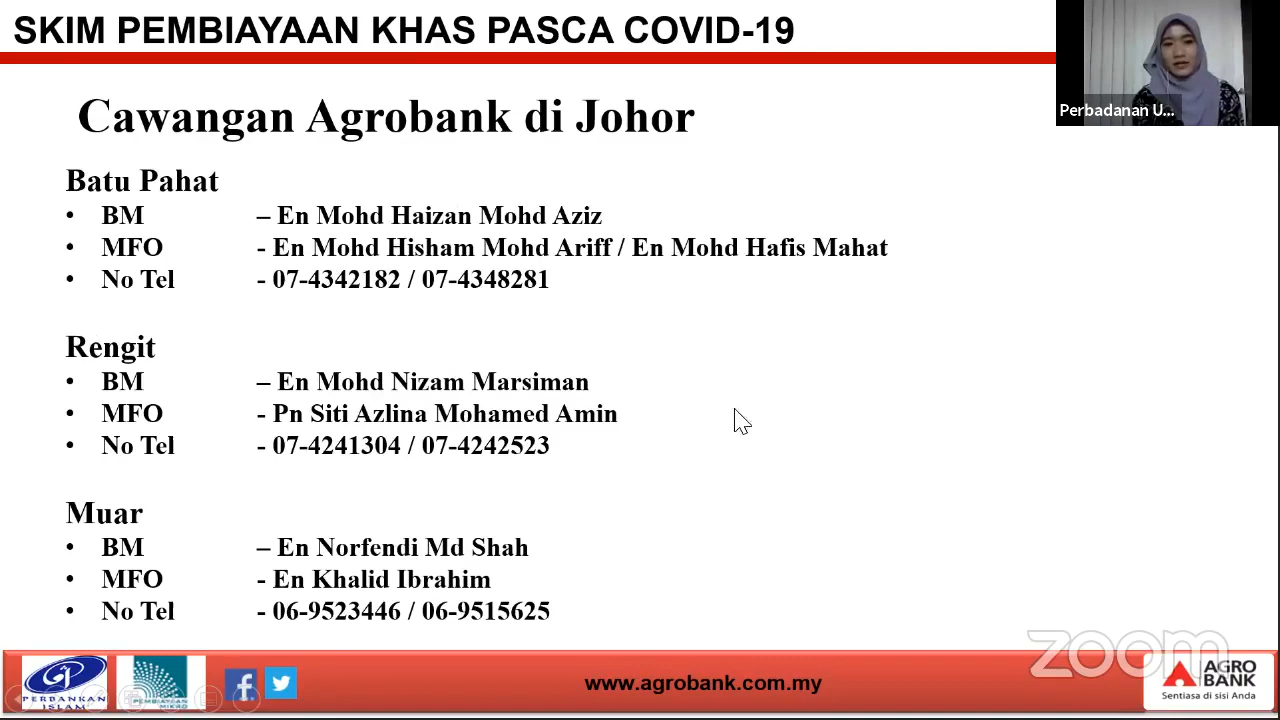 SKIM PEMBIAYAAN KHAS PASCA COVID-19
Perbadanan U...
Cawangan Agrobank di Johor
Batu Pahat
• BM – En Mohd Haizan Mohd Aziz
• MFO - En Mohd Hisham Mohd Ariff / En Mohd Hafis Mahat
• No Tel - 07-4342182 / 07-4348281
Rengit
• BM – En Mohd Nizam Marsiman
• MFO - Pn Siti Azlina Mohamed Amin
• No Tel - 07-4241304 / 07-4242523
Muar
• BM – En Norfendi Md Shah
• MFO - En Khalid Ibrahim
• No Tel - 06-9523446 / 06-9515625
zoom
PERBANKAN
ISLAM
PEMBIAYAAN
MIKRO
www.agrobank.com.my
AGRO
BANK
Sentiasa di sisi Anda